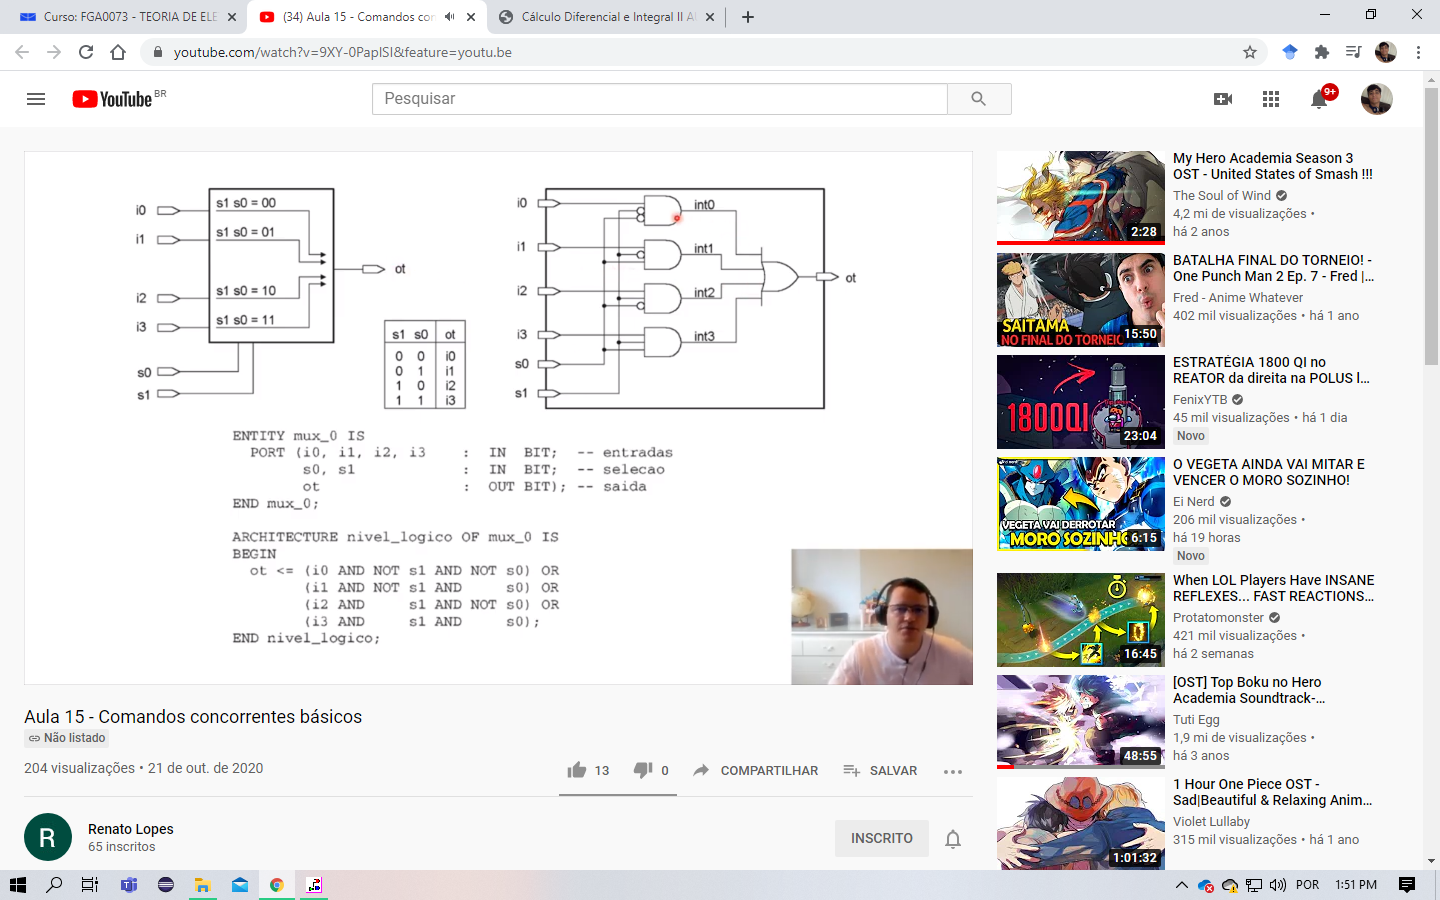 Curso: FGA0073 - TEORIA DE ELE
(34) Aula 15 - Comandos con
Cálculo Diferencial e Integral II A
youtube.com/watch?v=9XY-0PaplSI&feature=youtu.be
YouTube BR
Pesquisar
9+
i0
s1 s0 = 00
i1
s1 s0 = 01
ot
i2
s1 s0 = 10
i3
s1 s0 = 11
s0
s1
s1 s0 ot
0 0 i0
0 1 i1
1 0 i2
1 1 i3
i0
int0
i1
int1
ot
i2
int2
i3
int3
s0
s1
ENTITY mux_0 IS
PORT (i0, i1, i2, i3 : IN BIT; -- entradas
s0, s1 : IN BIT; -- selecao
ot : OUT BIT); -- saida
END mux_0;
ARCHITECTURE nivel_logico OF mux_0 IS
BEGIN
ot <= (i0 AND NOT s1 AND NOT s0) OR
(i1 AND NOT s1 AND s0) OR
(i2 AND s1 AND NOT s0) OR
(i3 AND s1 AND s0);
END nivel_logico;
Aula 15 - Comandos concorrentes básicos
Não listado
204 visualizações • 21 de out. de 2020
13
0
COMPARTILHAR
SALVAR
R
Renato Lopes
65 inscritos
INSCRITO
2:28
My Hero Academia Season 3
OST - United States of Smash !!!
The Soul of Wind
4,2 mi de visualizações •
há 2 anos
SAITAMA
NO FINAL DO TORNEIO
15:50
BATALHA FINAL DO TORNEIO! -
One Punch Man 2 Ep. 7 - Fred |...
Fred - Anime Whatever
402 mil visualizações • há 1 ano
1800QI
23:04
ESTRATÉGIA 1800 QI no
REATOR da direita na POLUS l...
FenixYTB
45 mil visualizações • há 1 dia
Novo
VEGETA VAI DERROTAR
MORO SOZINHO
6:15
O VEGETA AINDA VAI MITAR E
VENCER O MORO SOZINHO!
Ei Nerd
206 mil visualizações •
há 19 horas
Novo
16:45
When LOL Players Have INSANE
REFLEXES... FAST REACTIONS...
Protatomonster
421 mil visualizações •
há 2 semanas
48:55
[OST] Top Boku no Hero
Academia Soundtrack-...
Tuti Egg
1,9 mi de visualizações •
há 3 anos
1:01:32
1 Hour One Piece OST -
Sad|Beautiful & Relaxing Anim...
Violet Lullaby
315 mil visualizações • há 1 ano
POR
1:51 PM